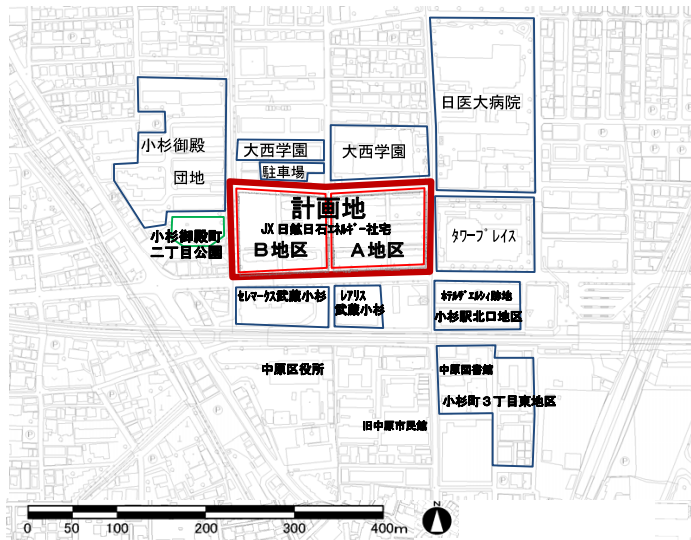 日医大病院
小杉御殿
団地
大西学園
大西学園
駐車場
計画地
JX日鉱日石エネルギー社宅
B地区
A地区
小杉御殿町
二丁目公園
タワープレイス
セレマークス武蔵小杉
レアリス
武蔵小杉
ホテルザエルシィ跡地
小杉駅北口地区
中原区役所
中原図書館
小杉町3丁目東地区
旧中原市民館
0 50 100 200 300 400m
N